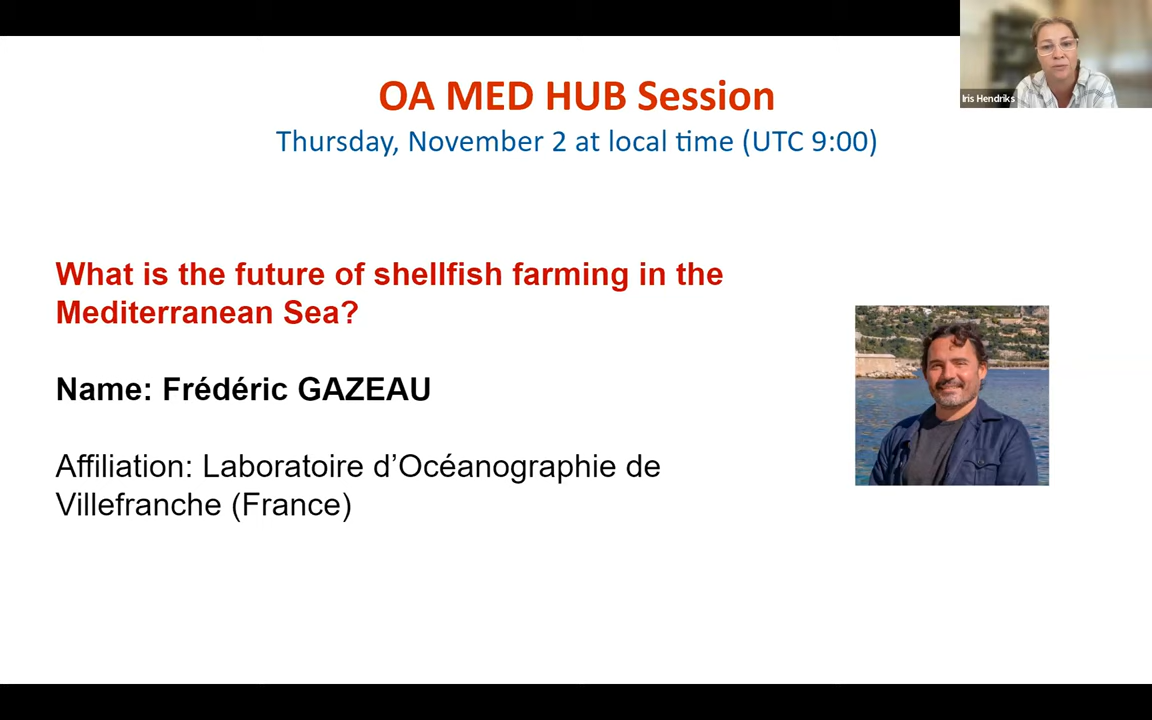 OA MED HUB Session
Thursday, November 2 at local time (UTC 9:00)
Iris Hendriks
What is the future of shellfish farming in the
Mediterranean Sea?
Name: Frédéric GAZEAU
Affiliation: Laboratoire d’Océanographie de
Villefranche (France)